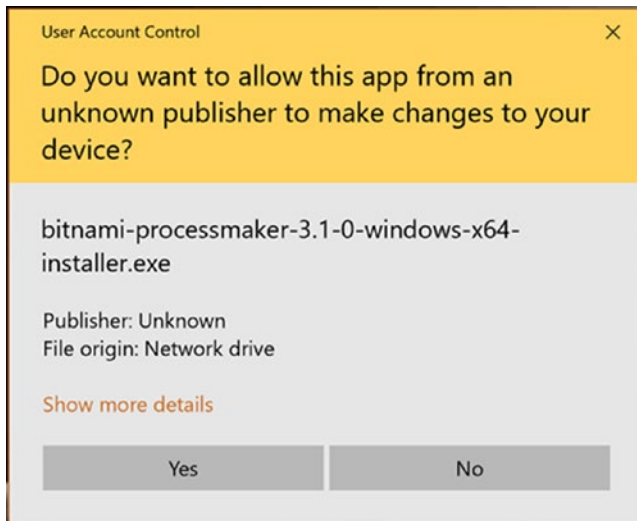 User Account Control
Do you want to allow this app from an
unknown publisher to make changes to your
device?
bitnami-processmaker-3.1-0-windows-x64-
installer.exe
Publisher: Unknown
File origin: Network drive
Show more details
Yes
No